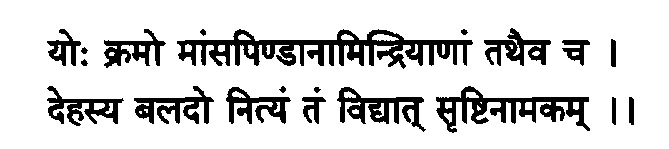 योः क्रमो मांसपिण्डानामिन्द्रियाणां तथैव च ।
देहस्य बलदो नित्यं तं विद्यात् सृष्टिनामकम् ।।